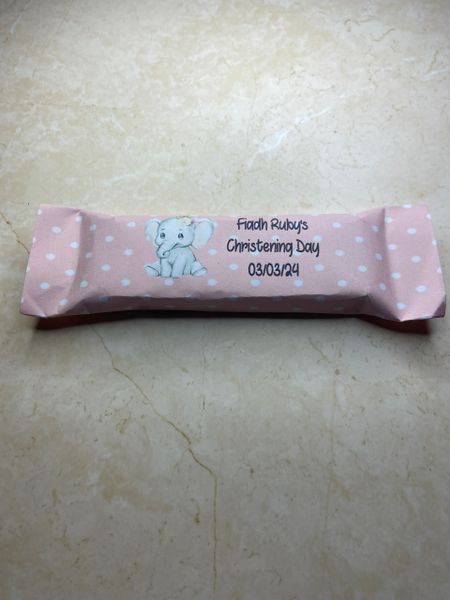 Fiadh Ruby's
Christening Day
03/03/24